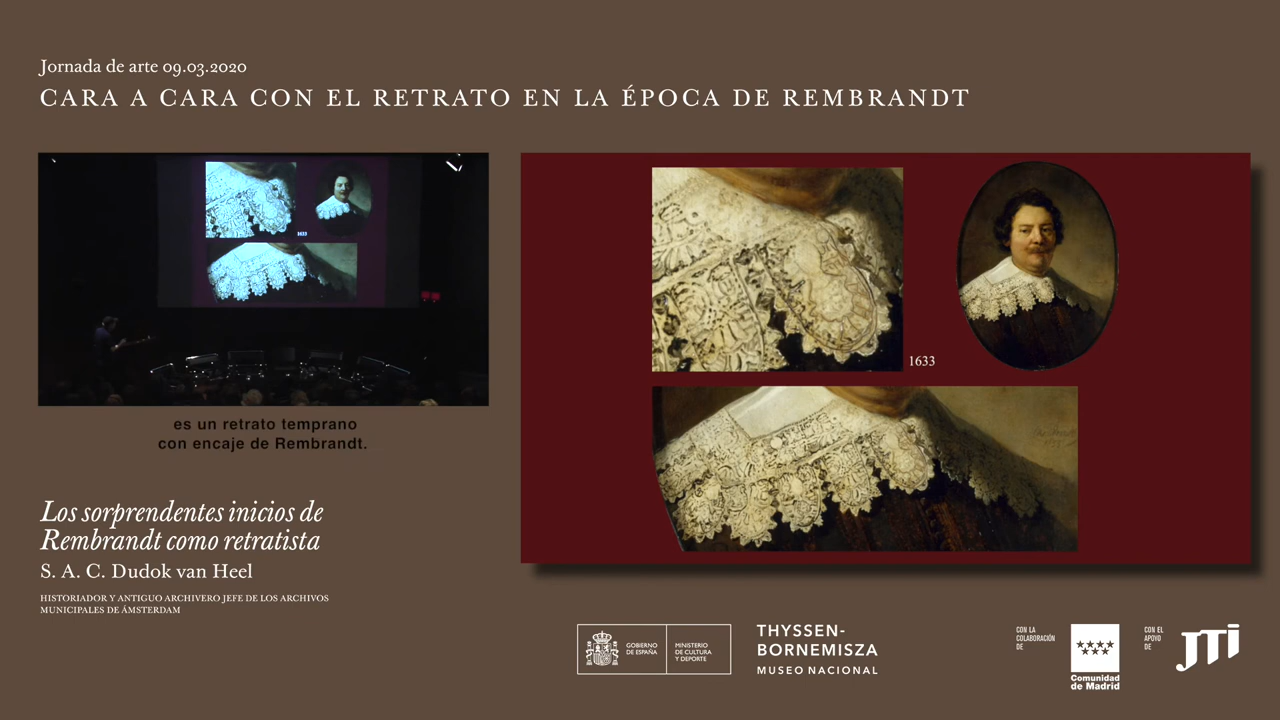 Jornada de arte 09.03.2020
CARA A CARA CON EL RETRATO EN LA ÉPOCA DE REMBRANDT
1633
1633
es un retrato temprano
con encaje de Rembrandt.
Los sorprendentes inicios de
Rembrandt como retratista
S. A. C. Dudok van Heel
HISTORIADOR Y ANTIGUO ARCHIVERO JEFE DE LOS ARCHIVOS
MUNICIPALES DE ÁMSTERDAM
GOBIERNO
DE ESPAÑA
MINISTERIO
DE CULTURA
Y DEPORTE
THYSSEN-
BORNEMISZA
MUSEO NACIONAL
CON LA
COLABORACIÓN
DE
Comunidad
de Madrid
CON EL
APOYO
DE
JTi